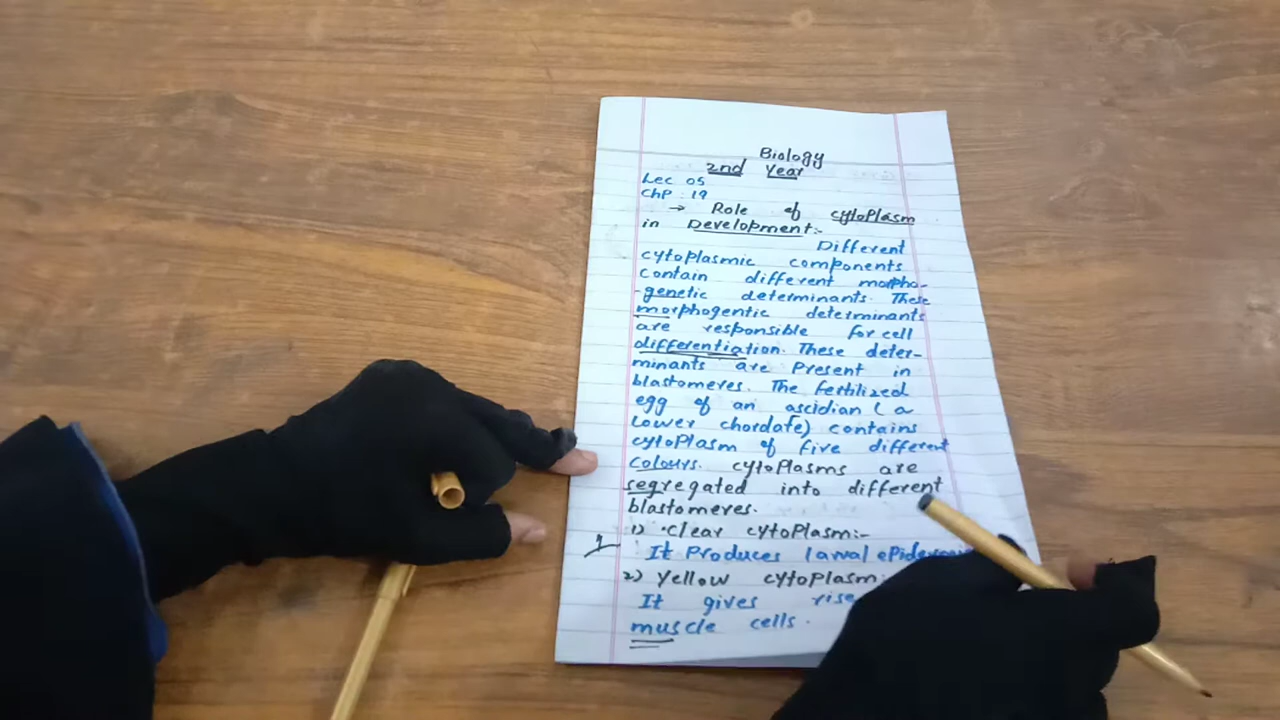 Biology
2nd Year
Lec 05
ChP : 19
→ Role of cytoplasm
in Development:-
Different
cytoplasmic components
contain different morpho-
-genetic determinants. These
morphogentic determinants
are responsible for cell
differentiation. These deter-
minants are Present in
blastomeres. The fertilized
egg of an ascidian ( a
Lower chordate) contains
cytoplasm of five different
colours. cytoplasms are
segregated into different
blastomeres.
1) Clear cytoplasm:-
It Produces larval
2) Yellow cytoplasm:
It gives rise
muscle cells.